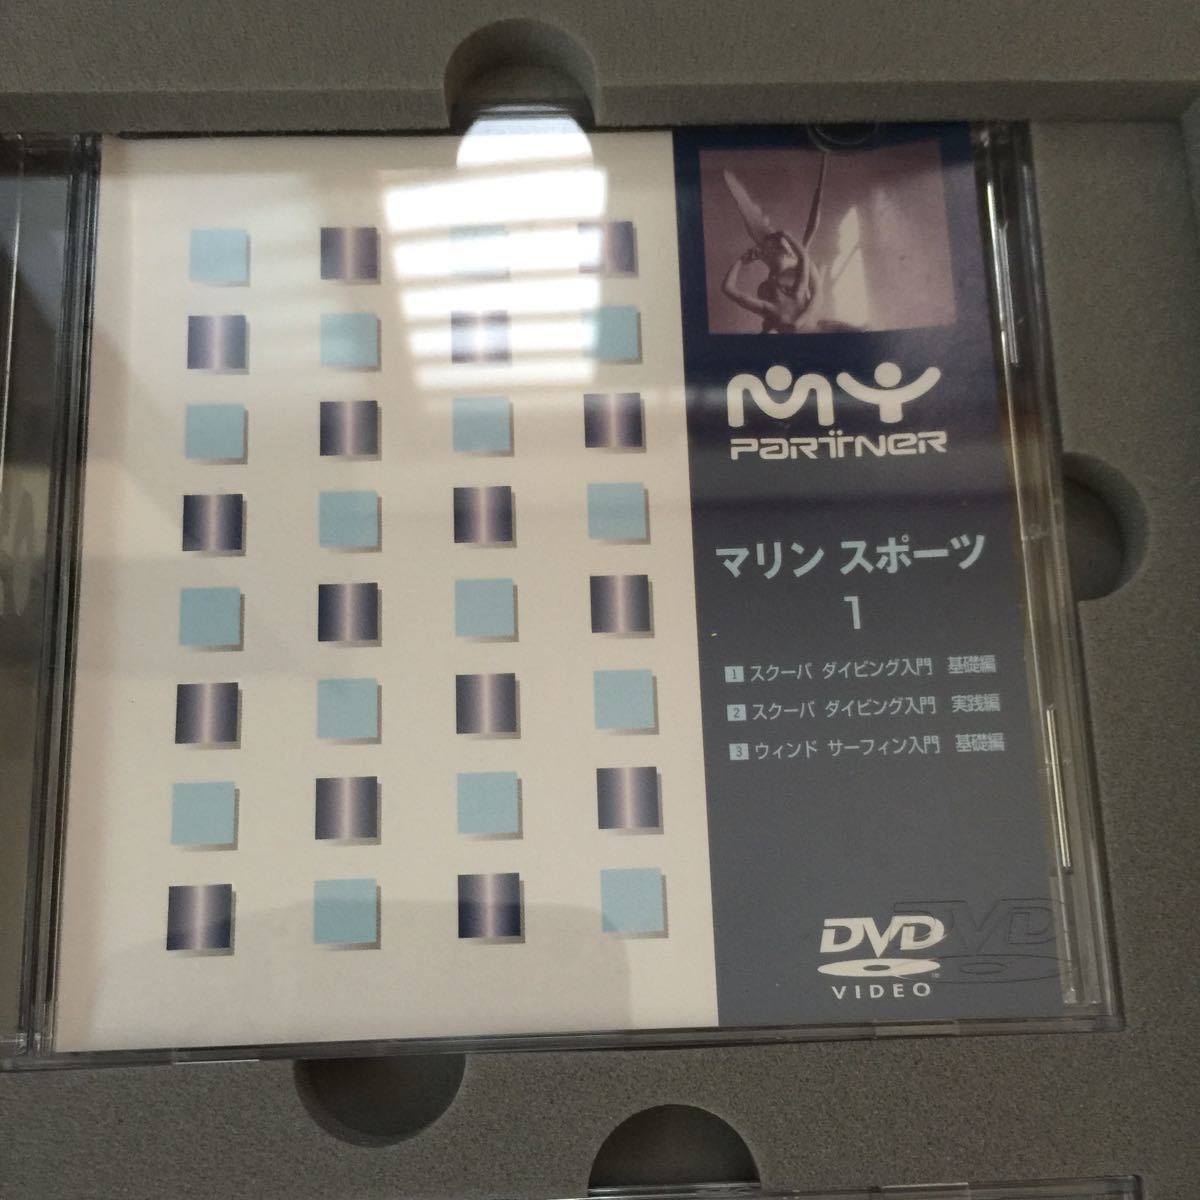 MY
PARTNER
マリン スポーツ
1
1 スクーバ ダイビング入門 基礎編
2 スクーバ ダイビング入門 実践編
3 ウィンド サーフィン入門 基礎編
DVD
VIDEO
DVD